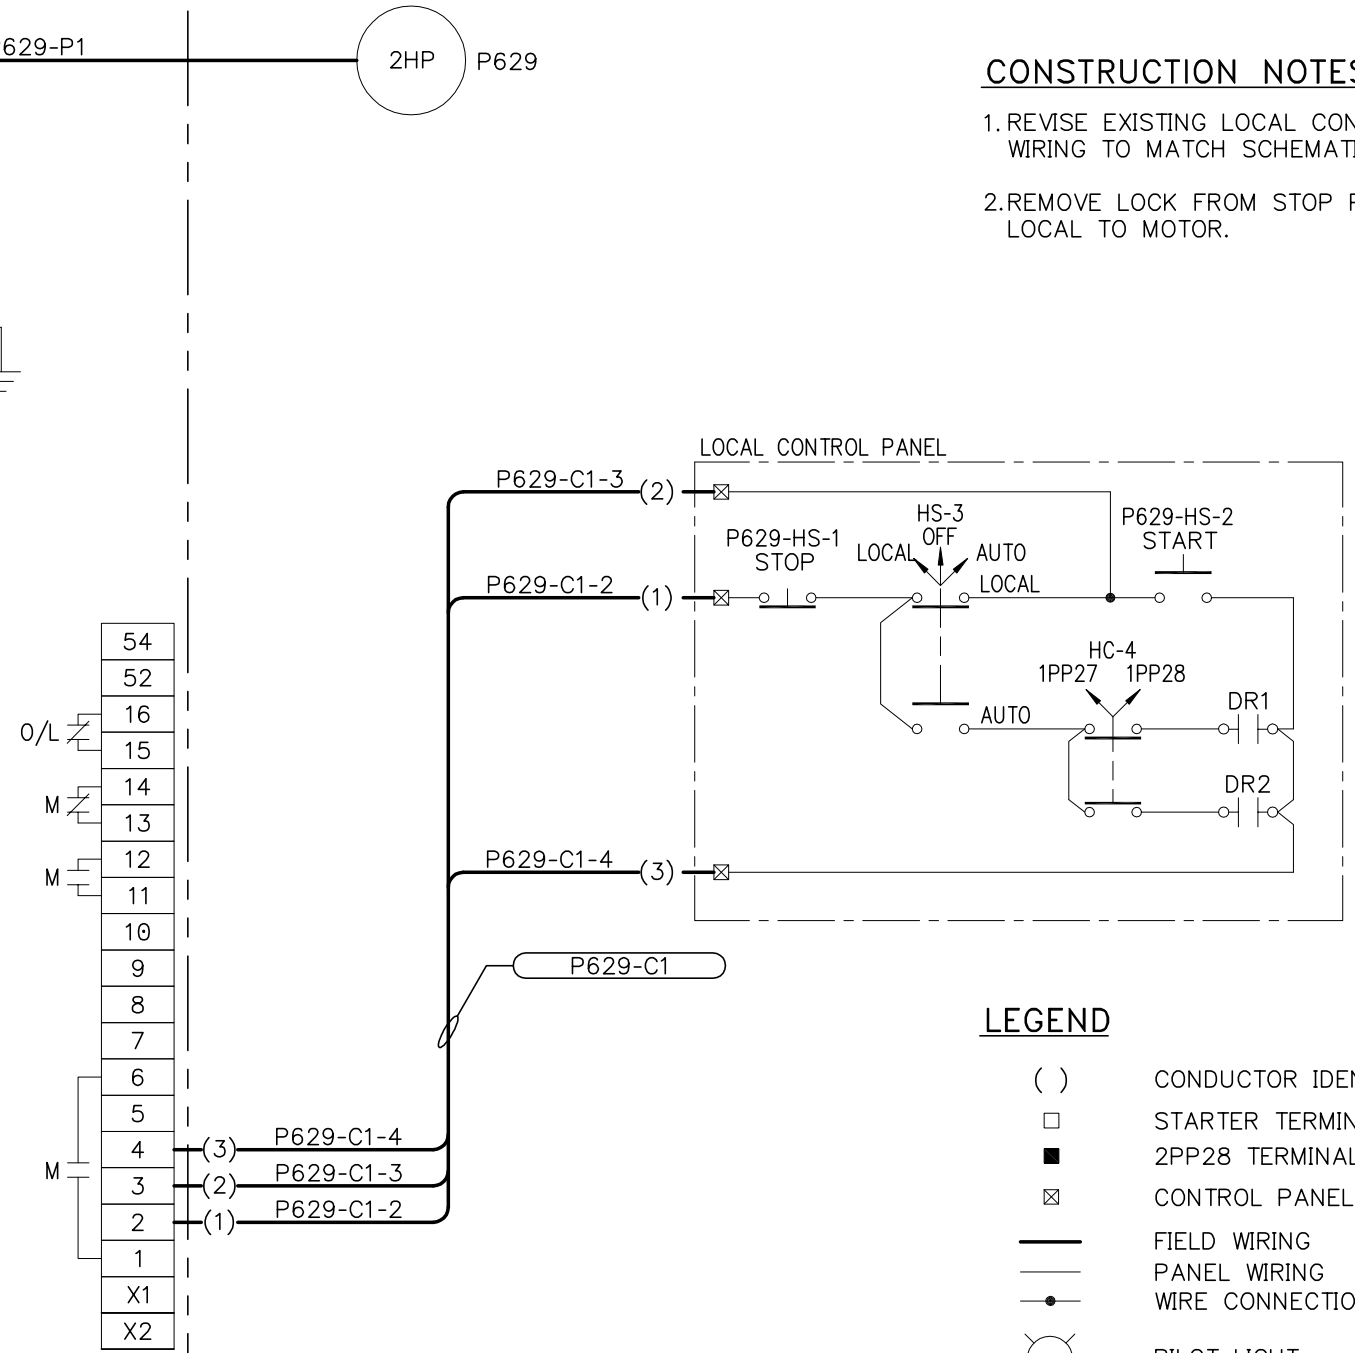 629-P1
2HP
P629
CONSTRUCTION NOTES
1. REVISE EXISTING LOCAL CON
WIRING TO MATCH SCHEMATI
2. REMOVE LOCK FROM STOP
LOCAL TO MOTOR.
LOCAL CONTROL PANEL
P629-C1-3 (2)
HS-3
OFF
LOCAL AUTO
P629-HS-1
STOP
P629-HS-2
START
P629-C1-2 (1)
LOCAL
HC-4
1PP27 1PP28
AUTO
DR1
DR2
P629-C1-4 (3)
P629-C1
54
52
16
O/L
15
14
M
13
12
M
11
10
9
8
7
6
5
4 (3) P629-C1-4
M
3 (2) P629-C1-3
2 (1) P629-C1-2
1
X1
X2
LEGEND
( ) CONDUCTOR IDEN
STARTER TERMIN
2PP28 TERMINAL
CONTROL PANEL
FIELD WIRING
PANEL WIRING
WIRE CONNECTIO
PILOT LIGHT